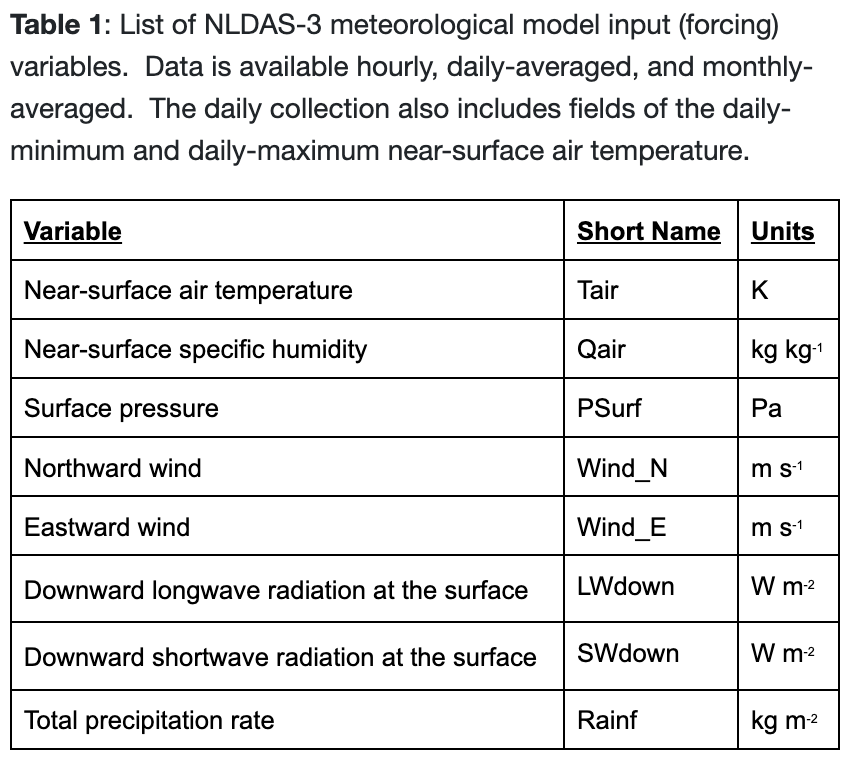 Table 1: List of NLDAS-3 meteorological model input (forcing)
variables.  Data is available hourly, daily-averaged, and monthly-
averaged.  The daily collection also includes fields of the daily-
minimum and daily-maximum near-surface air temperature.
Variable Short Name Units
Near-surface air temperature Tair K
Near-surface specific humidity Qair kg kg-1
Surface pressure PSurf Pa
Northward wind Wind_N m s-1
Eastward wind Wind_E m s-1
Downward longwave radiation at the surface LWdown W m-2
Downward shortwave radiation at the surface SWdown W m-2
Total precipitation rate Rainf kg m-2